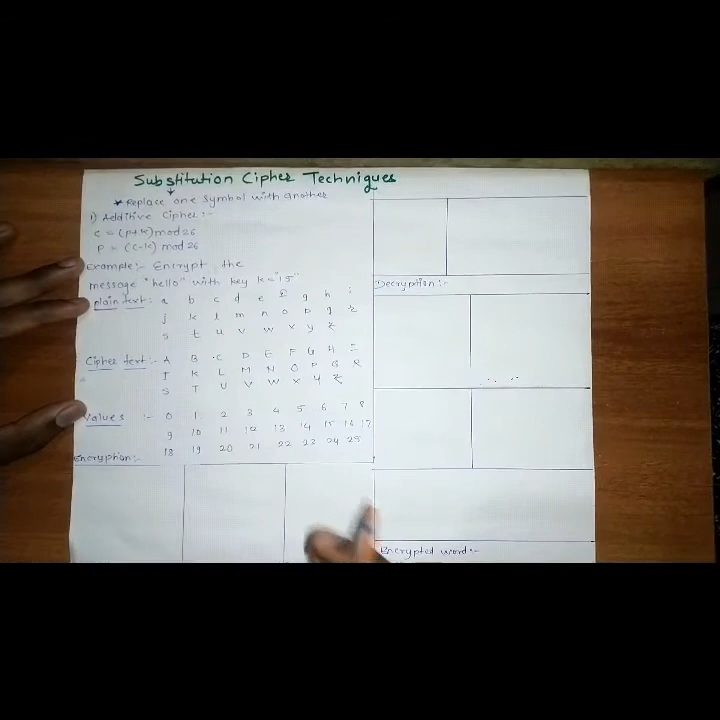 Substitution Cipher Techniques
* Replace one symbol with another
1) Additive Cipher:-
C = (P+K) mod 26
P = (C-K) mod 26
Example:- Encrypt the
message "hello" with key k="15"
plain text: a b c d e f g h i
j k l m n o p q r
s t u v w x y z
Cipher text:- A B C D E F G H I
J K L M N O P Q R
S T U V W X Y Z
Values :- 0 1 2 3 4 5 6 7 8
9 10 11 12 13 14 15 16 17
18 19 20 21 22 23 24 25
Encryption:
Decryption:-
Encrypted word:-